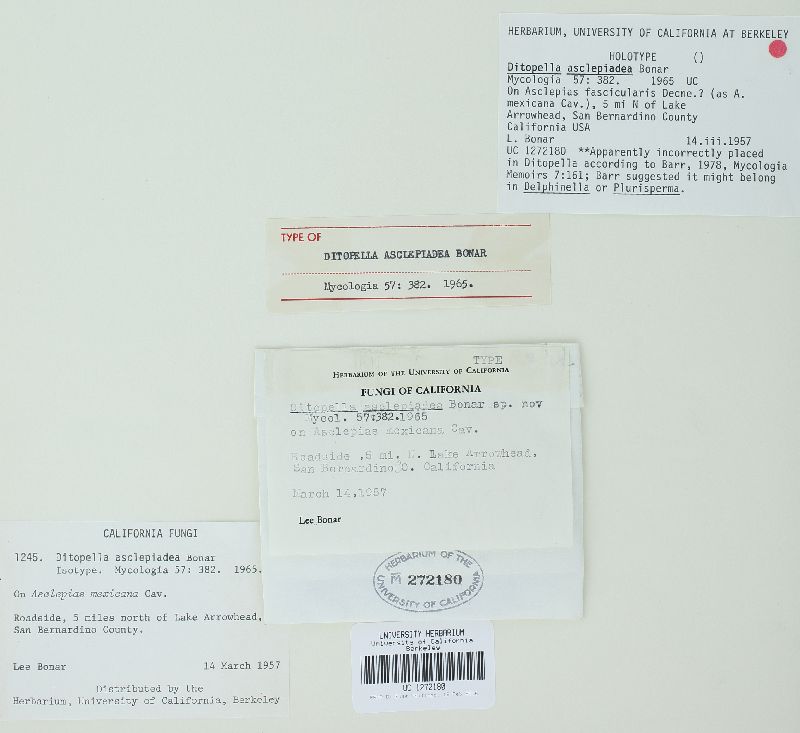 HERBARIUM, UNIVERSITY OF CALIFORNIA AT BERKELEY
HOLOTYPE ()
Ditopella asclepiadea Bonar
Mycologia 57: 382. 1965 UC
On Asclepias fascicularis Decne.? (as A.
mexicana Cav.), 5 mi N of Lake
Arrowhead, San Bernardino County
California USA
L. Bonar 14.iii.1957
UC 1272180 **Apparently incorrectly placed
in Ditopella according to Barr, 1978, Mycologia
Memoirs 7:161; Barr suggested it might belong
in Delphinella or Plurisperma.
TYPE OF
DITOPELLA ASCLEPIADEA BONAR
Mycologia 57: 382. 1965.
TYPE
HERBARIUM OF THE UNIVERSITY OF CALIFORNIA
FUNGI OF CALIFORNIA
Ditopella asclepiadea Bonar sp. nov
Mycol. 57:382.1965
on Asclepias mexicana Cav.
Roadside ,5 mi. N. Lake Arrowhead,
San Bernardino C. California
March 14,1957
Lee Bonar
HERBARIUM OF THE
M 272180
UNIVERSITY OF CALIFORNIA
CALIFORNIA FUNGI
1245. Ditopella asclepiadea Bonar
Isotype. Mycologia 57: 382. 1965.
On Asclepias mexicana Cav.
Roadside, 5 miles north of Lake Arrowhead,
San Bernardino County.
Lee Bonar 14 March 1957
Distributed by the
Herbarium, University of California, Berkeley
UNIVERSITY HERBARIUM
University of California
Berkeley
UC 1272180